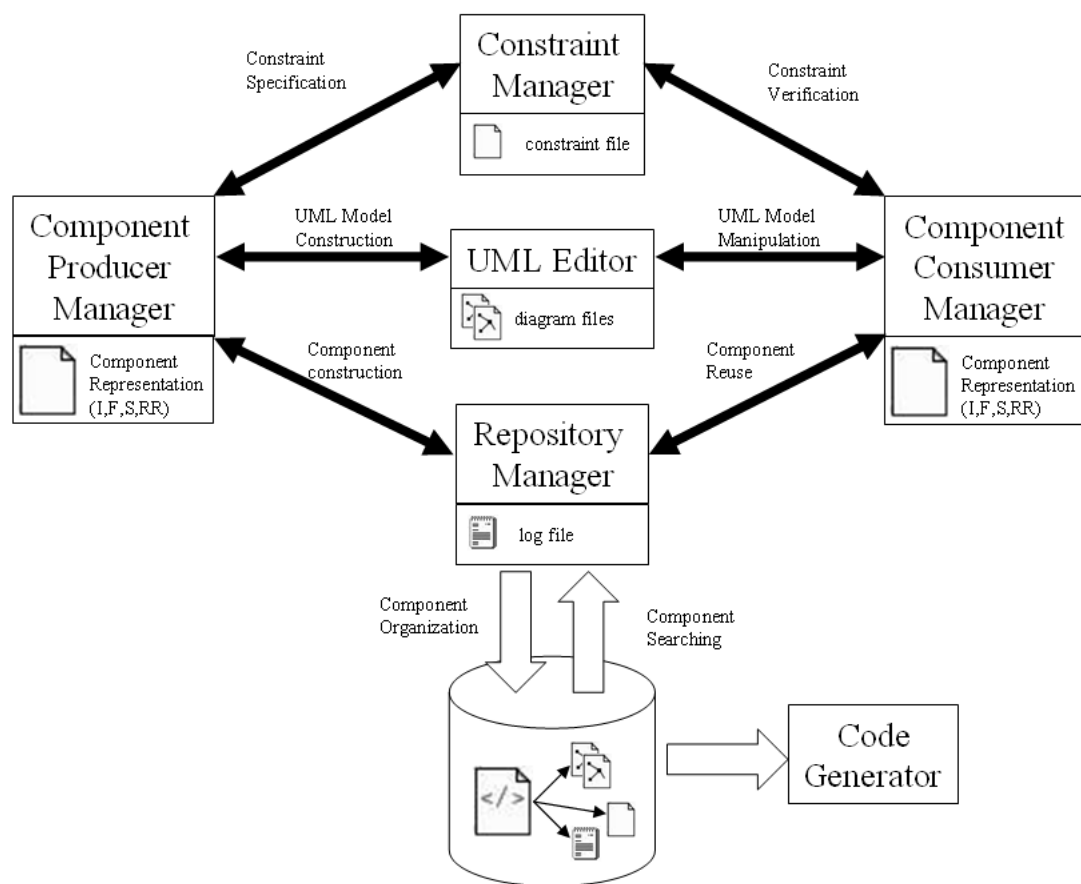 Constraint
Manager
constraint file
Constraint
Specification
Constraint
Verification
Component
Producer
Manager
Component
Representation
(I,F,S,RR)
UML Model
Construction
UML Editor
diagram files
UML Model
Manipulation
Component
Consumer
Manager
Component
Representation
(I,F,S,RR)
Component
construction
Component
Reuse
Repository
Manager
log file
Component
Organization
Component
Searching
</>
Code
Generator